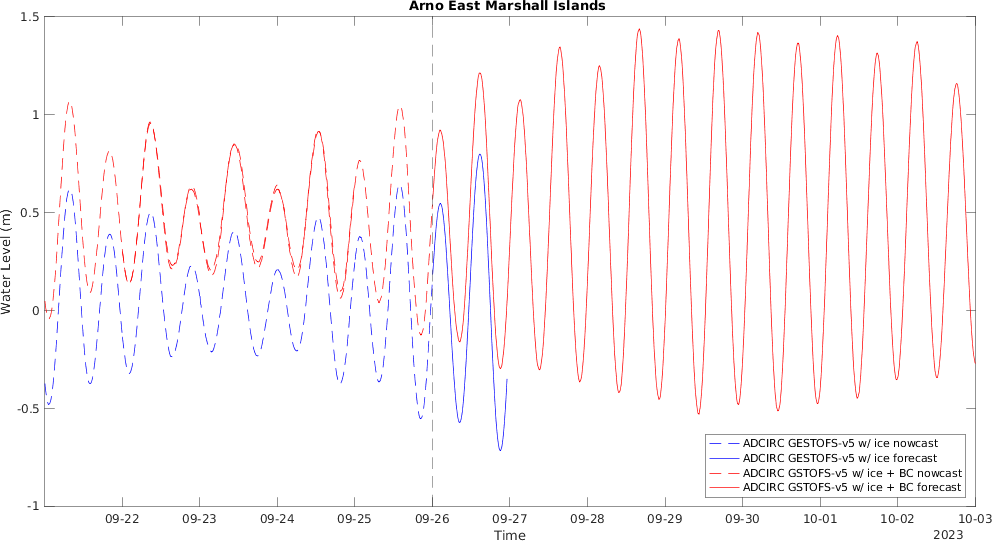 Arno East Marshall Islands
1.5
1
0.5
0
-0.5
-1
Water Level (m)
ADCIRC GESTOFS-v5 w/ ice nowcast
ADCIRC GESTOFS-v5 w/ ice forecast
ADCIRC GSTOFS-v5 w/ ice + BC nowcast
ADCIRC GSTOFS-v5 w/ ice + BC forecast
09-22 09-23 09-24 09-25 09-26 09-27 09-28 09-29 09-30 10-01 10-02 10-03
Time
2023